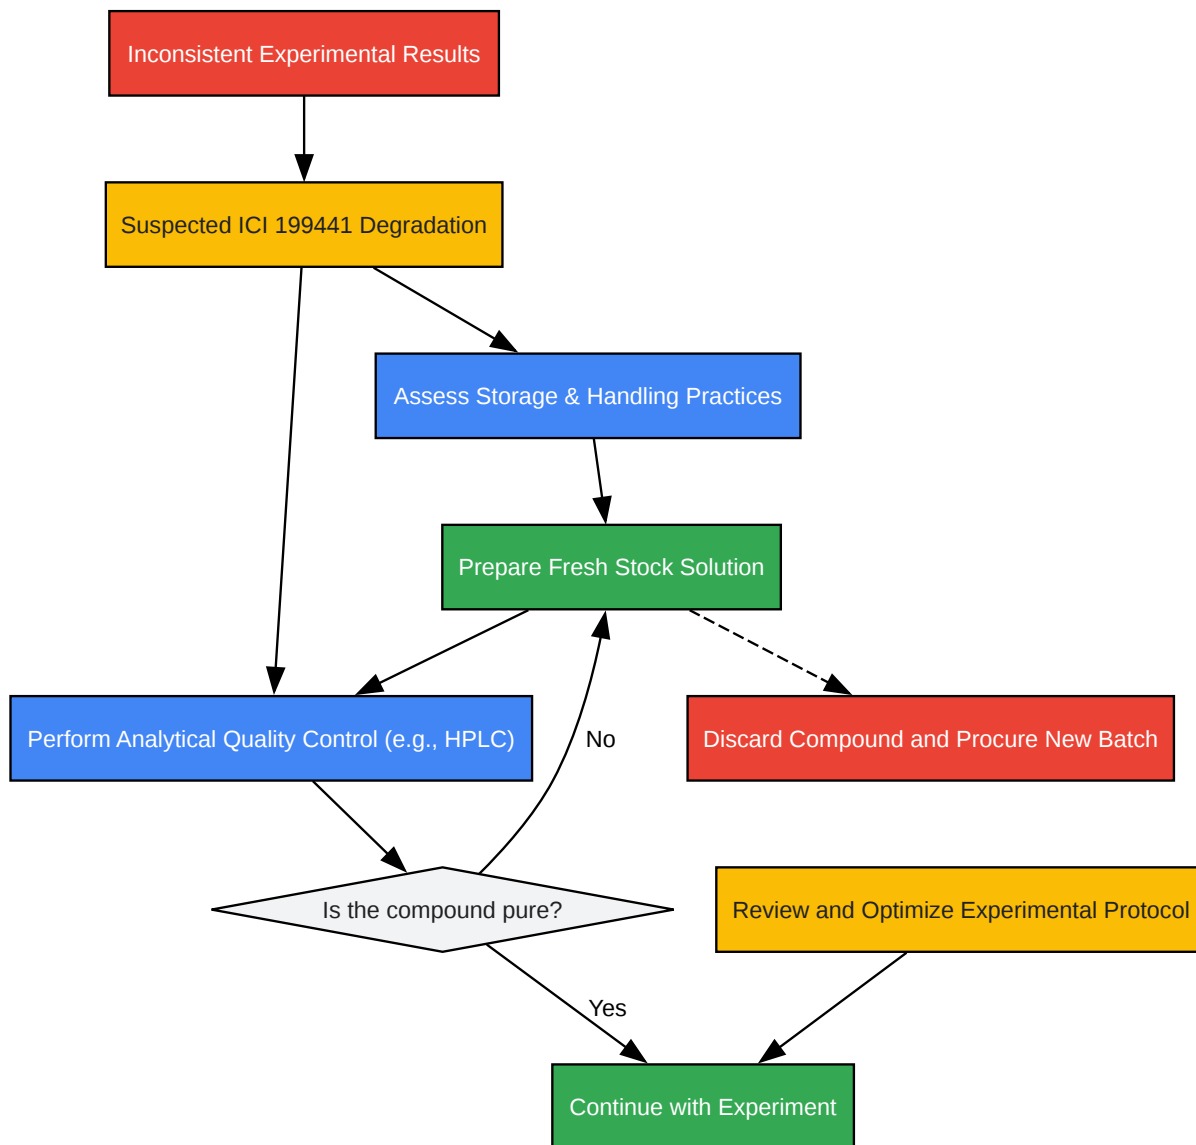 Inconsistent Experimental Results
Suspected ICI 199441 Degradation
Assess Storage & Handling Practices
Prepare Fresh Stock Solution
Perform Analytical Quality Control (e.g., HPLC)
No
Discard Compound and Procure New Batch
Is the compound pure?
Review and Optimize Experimental Protocol
Yes
Continue with Experiment